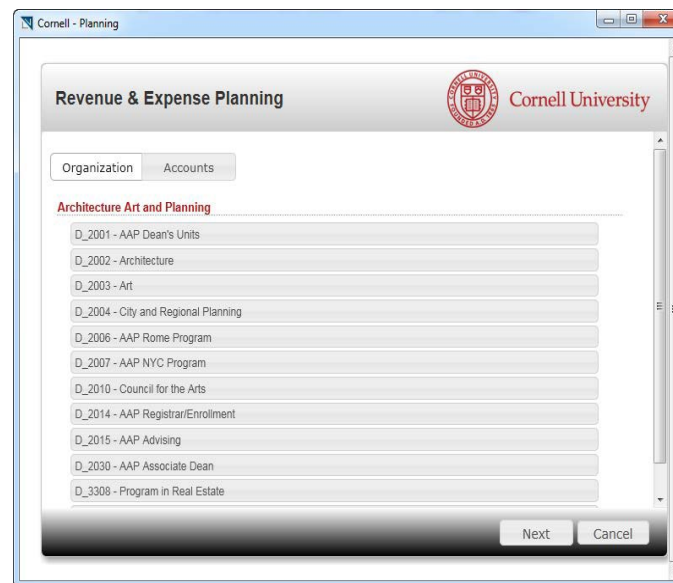 Cornell - Planning
Revenue & Expense Planning
Cornell University
Organization Accounts
Architecture Art and Planning
D_2001 - AAP Dean's Units
D_2002 - Architecture
D_2003 - Art
D_2004 - City and Regional Planning
D_2006 - AAP Rome Program
D_2007 - AAP NYC Program
D_2010 - Council for the Arts
D_2014 - AAP Registrar/Enrollment
D_2015 - AAP Advising
D_2030 - AAP Associate Dean
D_3308 - Program in Real Estate
Next Cancel